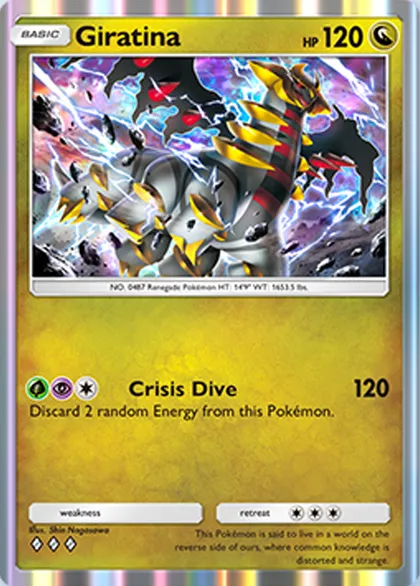 BASIC Giratina HP 120
NO. 0487 Renegade Pokémon HT: 14'9" WT: 1653.5 lbs.
Crisis Dive 120
Discard 2 random Energy from this Pokémon.
weakness retreat
Illus. Shin Nagasawa
This Pokémon is said to live in a world on the
reverse side of ours, where common knowledge is
distorted and strange.